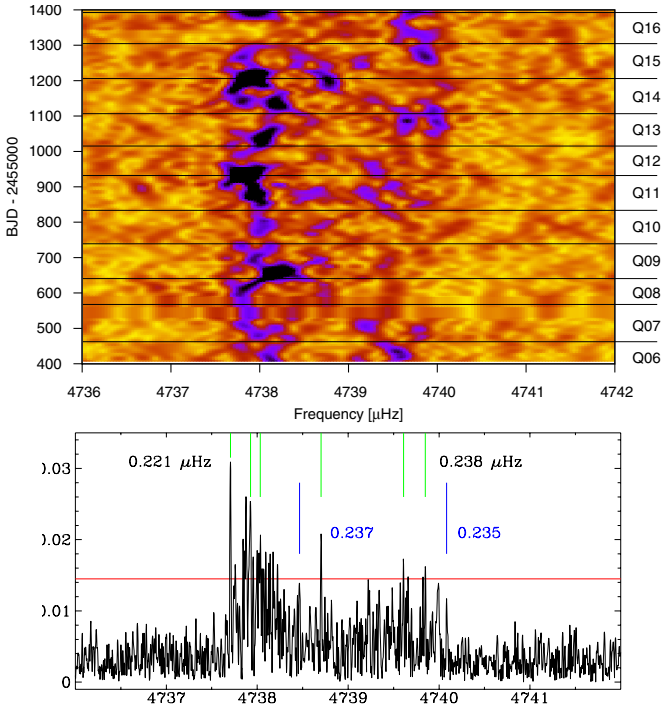 1400
Q16
1300
Q15
1200
Q14
1100
Q13
1000
Q12
900
Q11
800
Q10
700
Q09
600
Q08
500
Q07
400
Q06
BJD - 2455000
4736 4737 4738 4739 4740 4741 4742
Frequency [μHz]
0.03
0.221 μHz 0.238 μHz
0.02
0.237 0.235
0.01
0
4737 4738 4739 4740 4741